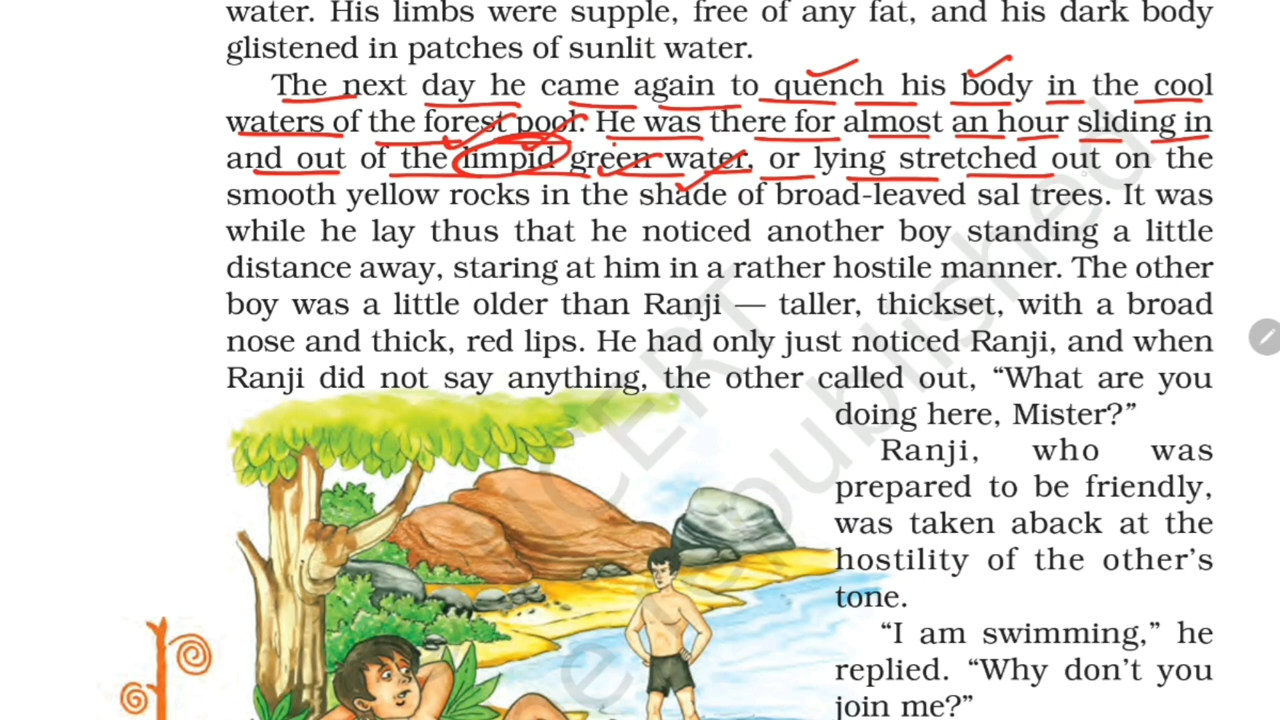 water. His limbs were supple, free of any fat, and his dark body
glistened in patches of sunlit water.
The next day he came again to quench his body in the cool
waters of the forest pool. He was there for almost an hour sliding in
and out of the limpid green water, or lying stretched out on the
smooth yellow rocks in the shade of broad-leaved sal trees. It was
while he lay thus that he noticed another boy standing a little
distance away, staring at him in a rather hostile manner. The other
boy was a little older than Ranji — taller, thickset, with a broad
nose and thick, red lips. He had only just noticed Ranji, and when
Ranji did not say anything, the other called out, “What are you
doing here, Mister?”
Ranji, who was
prepared to be friendly,
was taken aback at the
hostility of the other’s
tone.
“I am swimming,” he
replied. “Why don’t you
join me?”